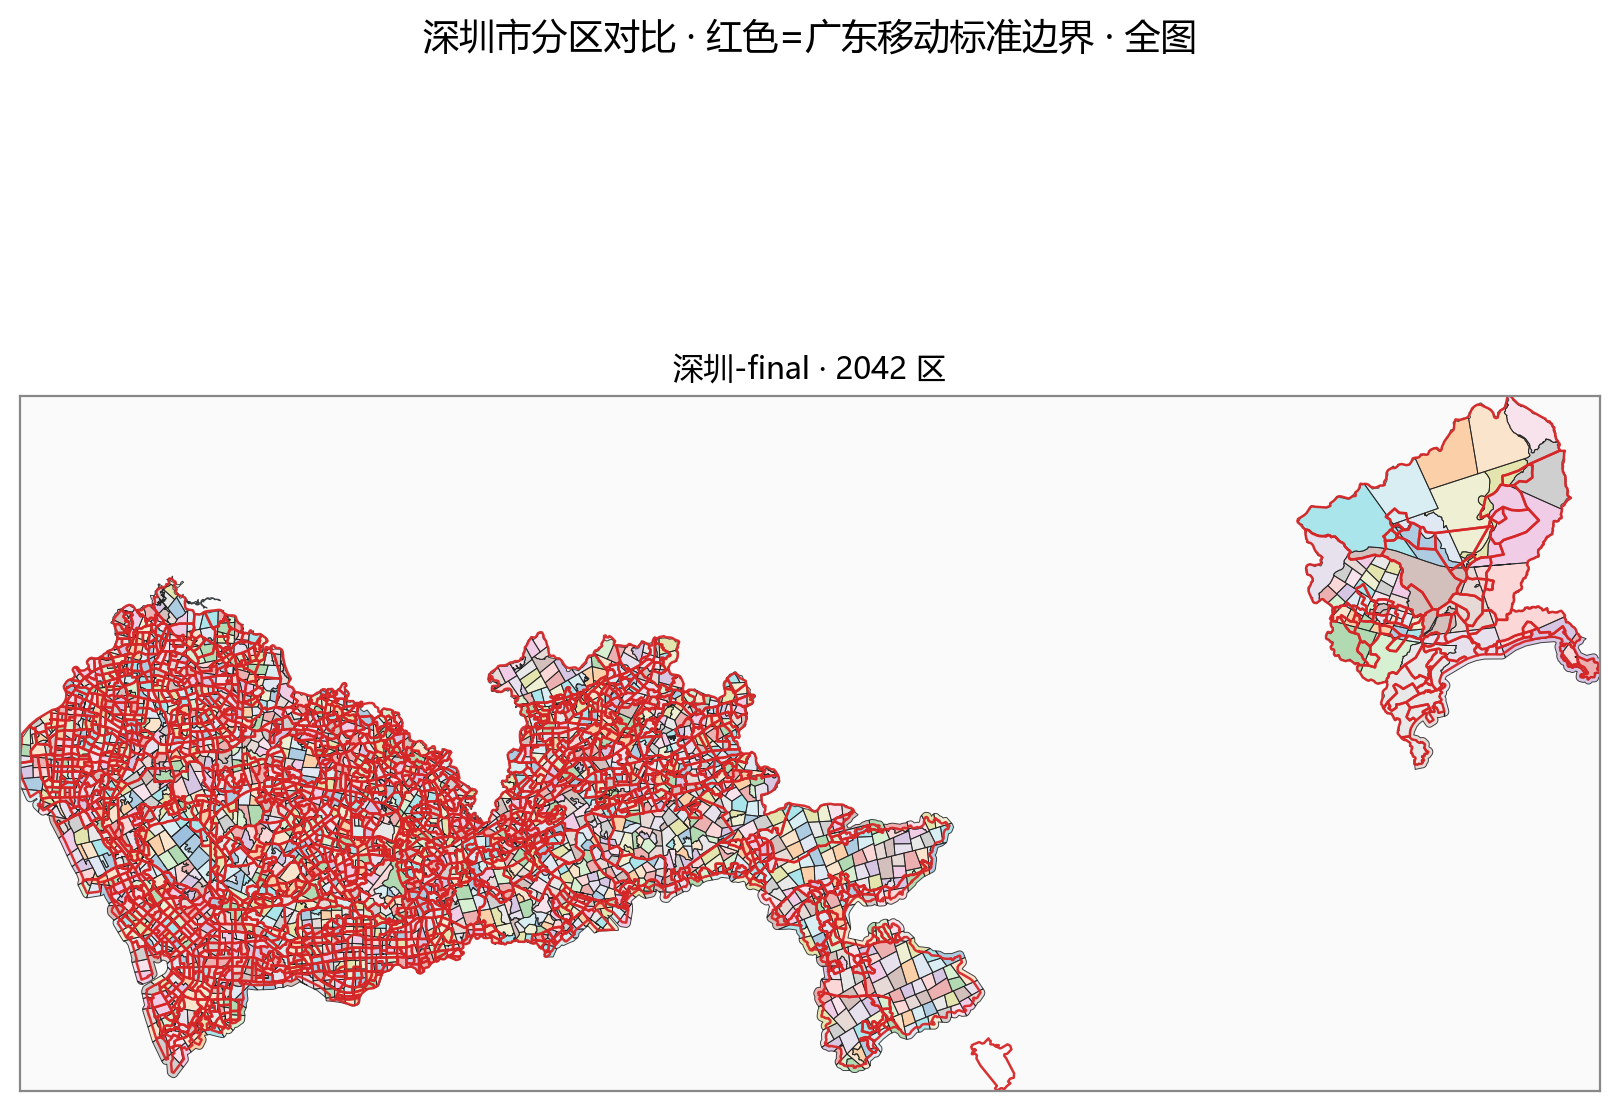 深圳市分区对比 · 红色=广东移动标准边界 · 全图
深圳-final · 2042 区